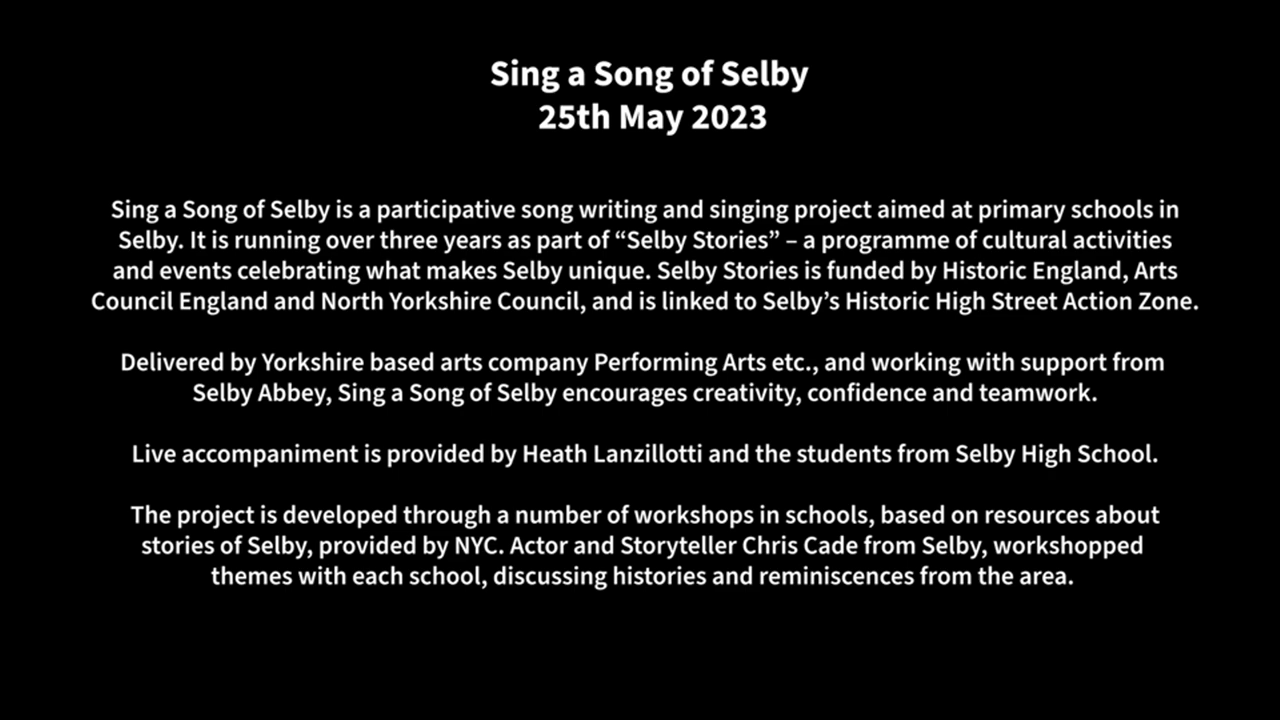 Sing a Song of Selby
25th May 2023
Sing a Song of Selby is a participative song writing and singing project aimed at primary schools in
Selby. It is running over three years as part of “Selby Stories” – a programme of cultural activities
and events celebrating what makes Selby unique. Selby Stories is funded by Historic England, Arts
Council England and North Yorkshire Council, and is linked to Selby’s Historic High Street Action Zone.
Delivered by Yorkshire based arts company Performing Arts etc., and working with support from
Selby Abbey, Sing a Song of Selby encourages creativity, confidence and teamwork.
Live accompaniment is provided by Heath Lanzillotti and the students from Selby High School.
The project is developed through a number of workshops in schools, based on resources about
stories of Selby, provided by NYC. Actor and Storyteller Chris Cade from Selby, workshopped
themes with each school, discussing histories and reminiscences from the area.